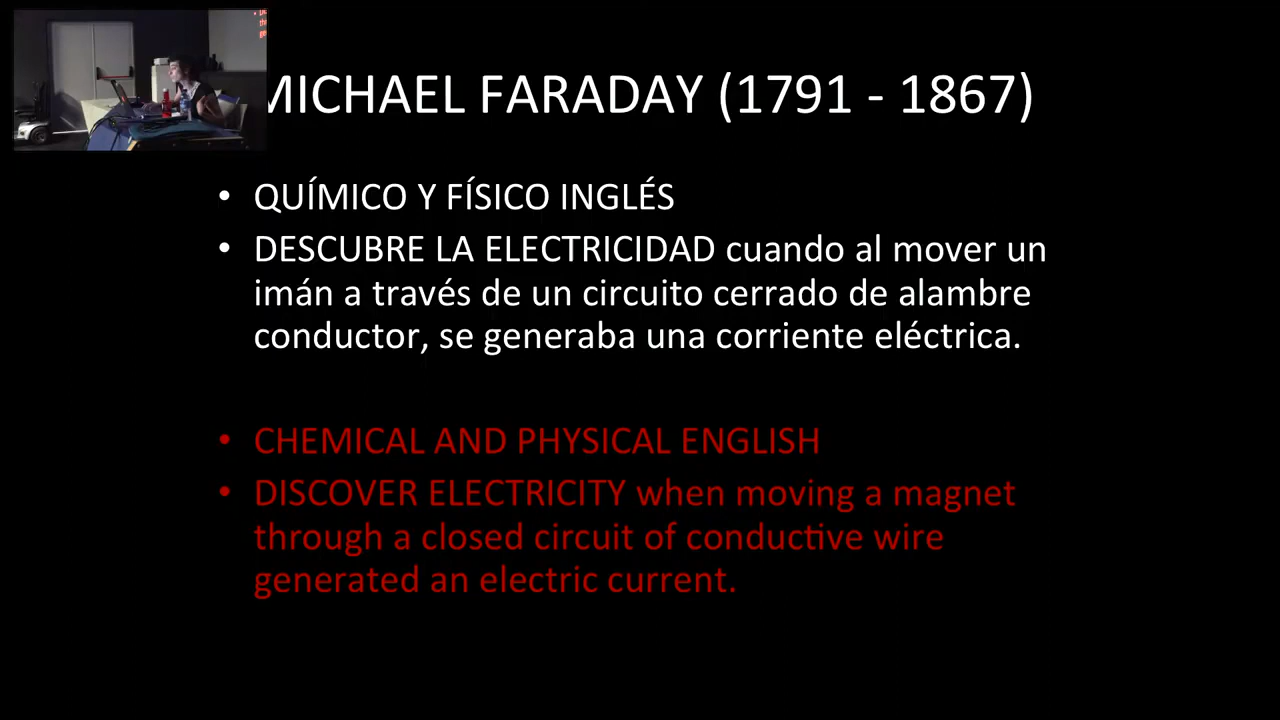 MICHAEL FARADAY (1791 - 1867)
• QUÍMICO Y FÍSICO INGLÉS
• DESCUBRE LA ELECTRICIDAD cuando al mover un
imán a través de un circuito cerrado de alambre
conductor, se generaba una corriente eléctrica.
• CHEMICAL AND PHYSICAL ENGLISH
• DISCOVER ELECTRICITY when moving a magnet
through a closed circuit of conductive wire
generated an electric current.